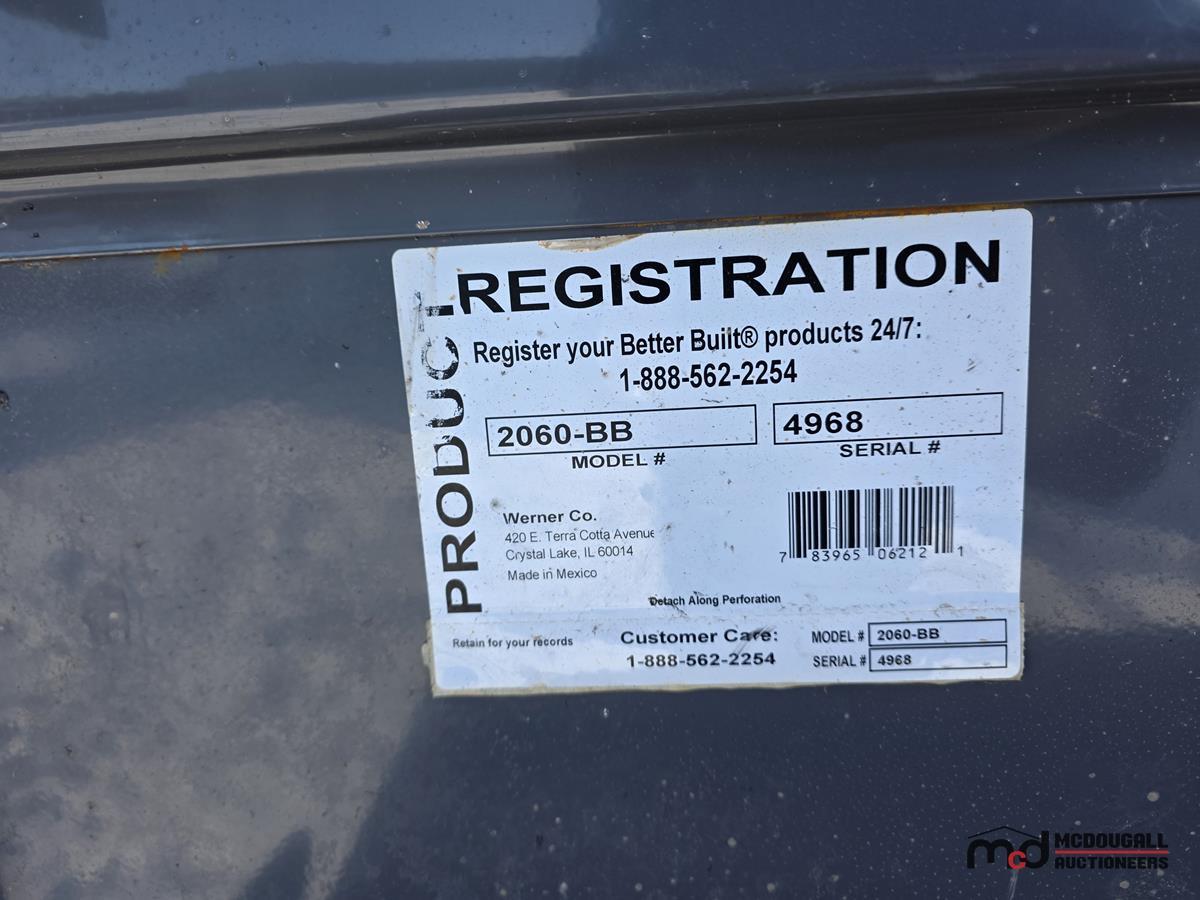 PRODUCT
REGISTRATION
Register your Better Built® products 24/7:
1-888-562-2254
2060-BB
MODEL #
4968
SERIAL #
Werner Co.
420 E. Terra Cotta Avenue
Crystal Lake, IL 60014
Made in Mexico
7 83965 06212 1
Detach Along Perforation
Retain for your records
Customer Care:
1-888-562-2254
MODEL # 2060-BB
SERIAL # 4968
mcd MCDOUGALL
AUCTIONEERS